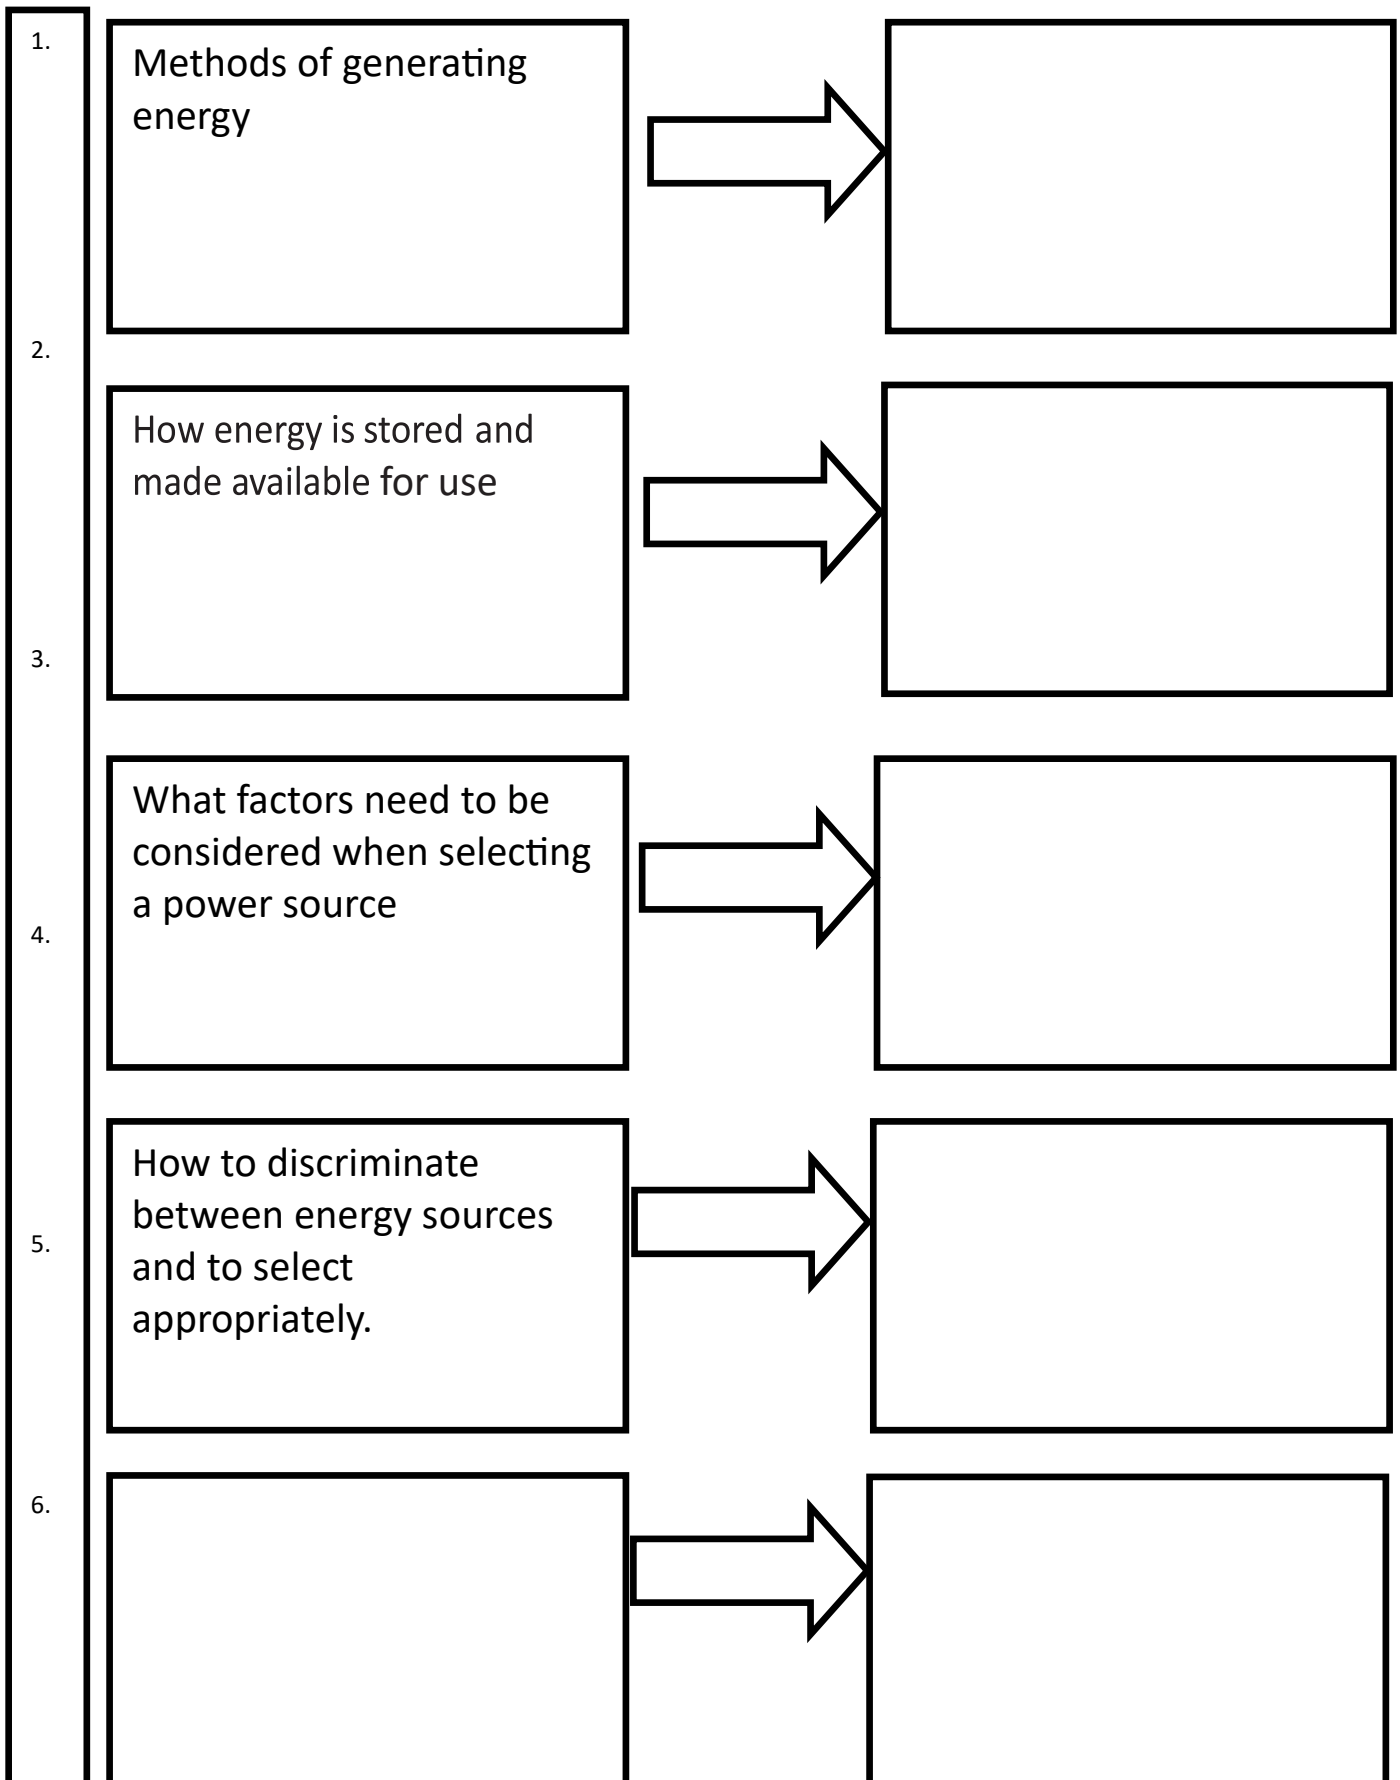 1.
Methods of generating
energy
2.
How energy is stored and
made available for use
3.
What factors need to be
considered when selecting
a power source
4.
How to discriminate
between energy sources
and to select
appropriately.
5.
6.